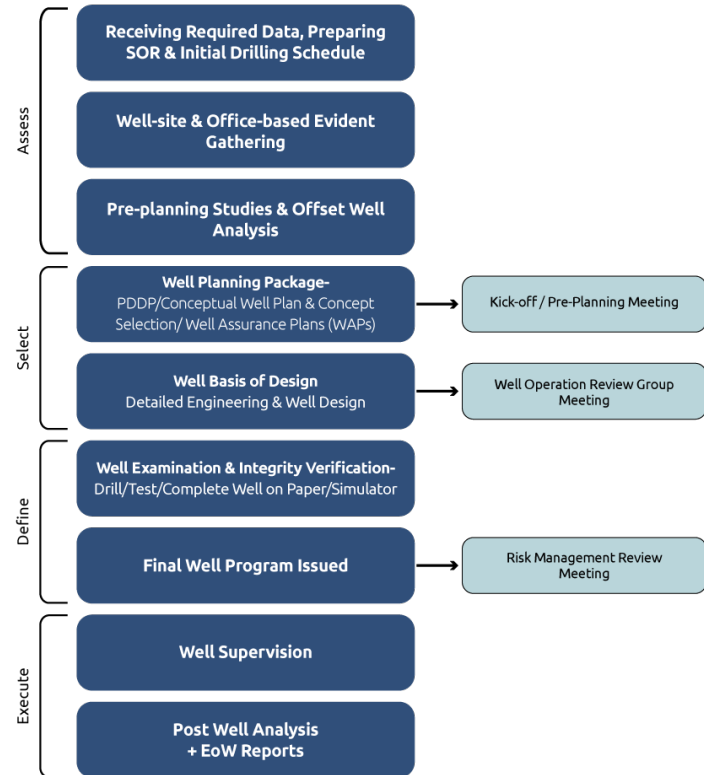 Assess
Receiving Required Data, Preparing
SOR & Initial Drilling Schedule
Well-site & Office-based Evident
Gathering
Pre-planning Studies & Offset Well
Analysis
Select
Well Planning Package-
PDDP/Conceptual Well Plan & Concept
Selection/ Well Assurance Plans (WAPs)
Kick-off / Pre-Planning Meeting
Well Basis of Design
Detailed Engineering & Well Design
Well Operation Review Group
Meeting
Define
Well Examination & Integrity Verification-
Drill/Test/Complete Well on Paper/Simulator
Final Well Program Issued
Risk Management Review
Meeting
Execute
Well Supervision
Post Well Analysis
+ EoW Reports